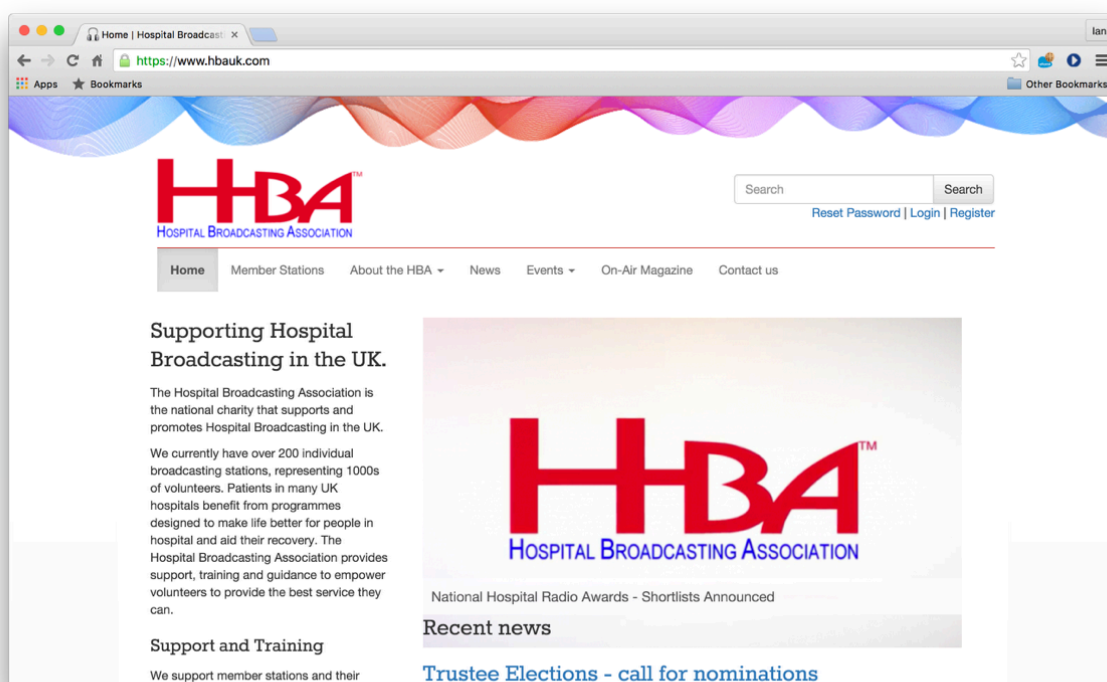 Home | Hospital Broadcasti
Ian
https://www.hbauk.com
Apps
Bookmarks
Other Bookmarks
HBA™
HOSPITAL BROADCASTING ASSOCIATION
Search
Search
Reset Password | Login | Register
Home
Member Stations
About the HBA
News
Events
On-Air Magazine
Contact us
Supporting Hospital
Broadcasting in the UK.
The Hospital Broadcasting Association is
the national charity that supports and
promotes Hospital Broadcasting in the UK.
We currently have over 200 individual
broadcasting stations, representing 1000s
of volunteers. Patients in many UK
hospitals benefit from programmes
designed to make life better for people in
hospital and aid their recovery. The
Hospital Broadcasting Association provides
support, training and guidance to empower
volunteers to provide the best service they
can.
Support and Training
We support member stations and their
HBA™
HOSPITAL BROADCASTING ASSOCIATION
National Hospital Radio Awards - Shortlists Announced
Recent news
Trustee Elections - call for nominations